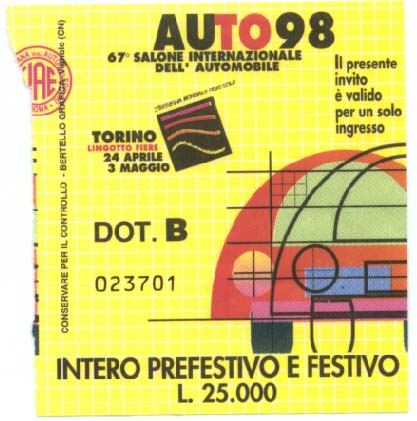 AUTO98
67° SALONE INTERNAZIONALE
DELL' AUTOMOBILE
Il presente
invito
è valido
per un solo
ingresso
TORINO
LINGOTTO FIERE
24 APRILE
3 MAGGIO
DOT. B
023701
CONSERVARE PER IL CONTROLLO - BERTELLO GRAFICA
(CN)
INTERO PREFESTIVO E FESTIVO
L. 25.000